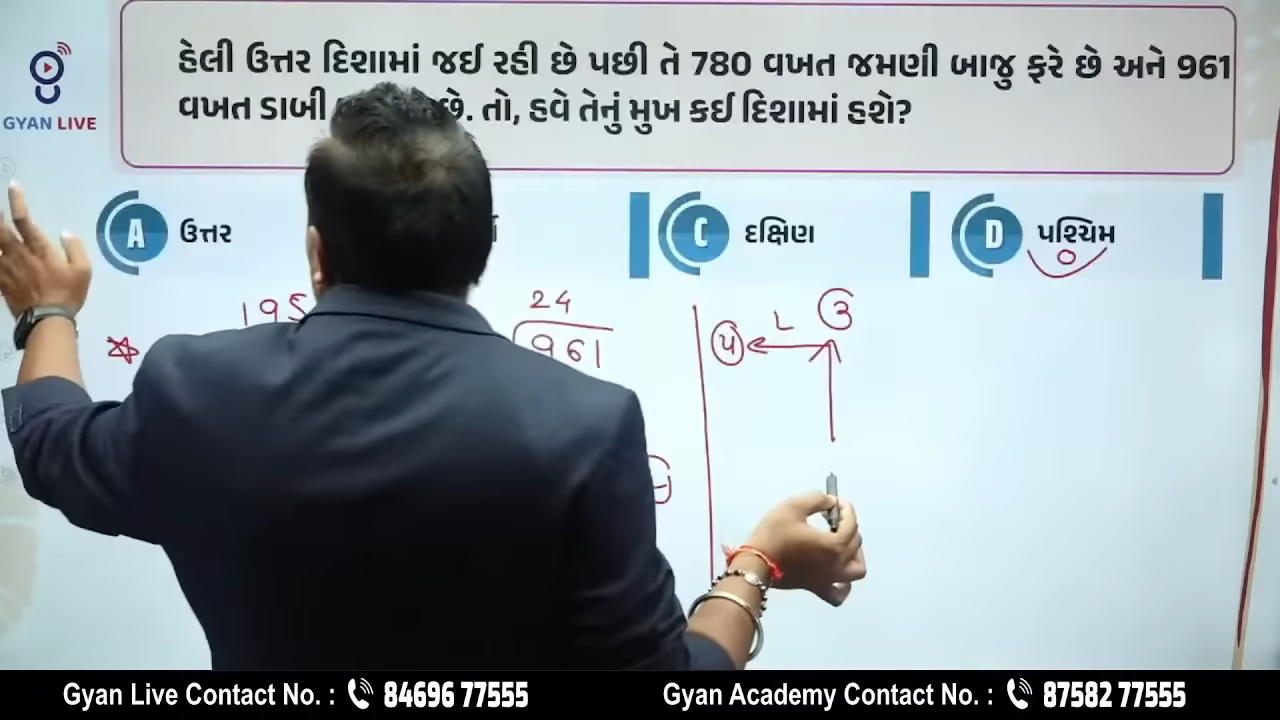 હેલી ઉત્તર દિશામાં જઈ રહી છે પછી તે 780 વખત જમણી બાજુ ફરે છે અને 961
વખત ડાબી છે. તો, હવે તેનું મુખ કઈ દિશામાં હશે?
GYAN LIVE
A ઉત્તર
C દક્ષિણ
D પશ્ચિમ
195
24
961
L
ઉ
પ
Gyan Live Contact No. : 84696 77555
Gyan Academy Contact No. : 87582 77555